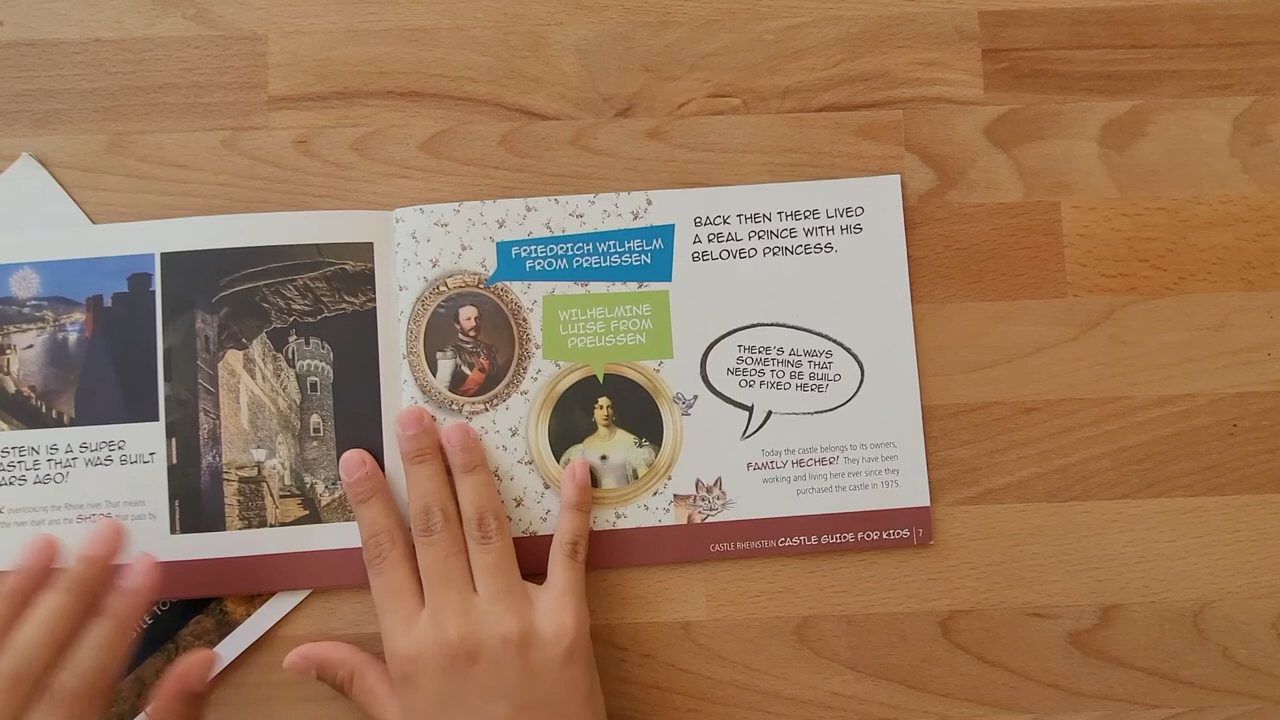 STEIN IS A SUPER
ASTLE THAT WAS BUILT
ARS AGO!
overlooking the Rhine river. That means
the river itself and the SHIPS that pass by
FRIEDRICH WILHELM
FROM PREUSSEN
WILHELMINE
LUISE FROM
PREUSSEN
BACK THEN THERE LIVED
A REAL PRINCE WITH HIS
BELOVED PRINCESS.
THERE'S ALWAYS
SOMETHING THAT
NEEDS TO BE BUILD
OR FIXED HERE!
Today the castle belongs to its owners,
FAMILY HECHER! They have been
working and living here ever since they
purchased the castle in 1975.
CASTLE RHEINSTEIN CASTLE GUIDE FOR KIDS | 7